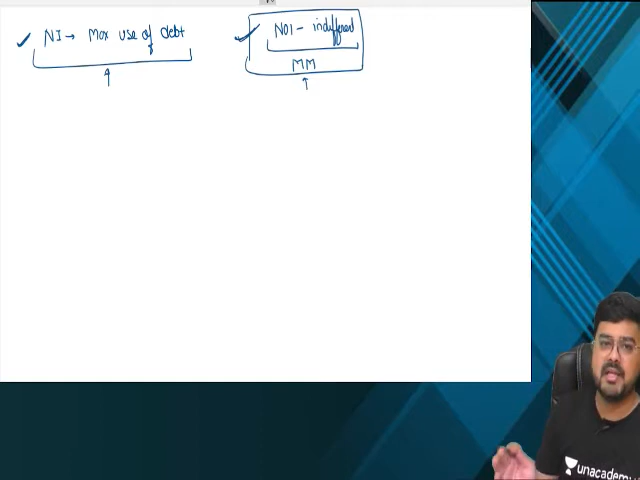 NI → Max use of debt
NOI - indifferent
MM
unacademy